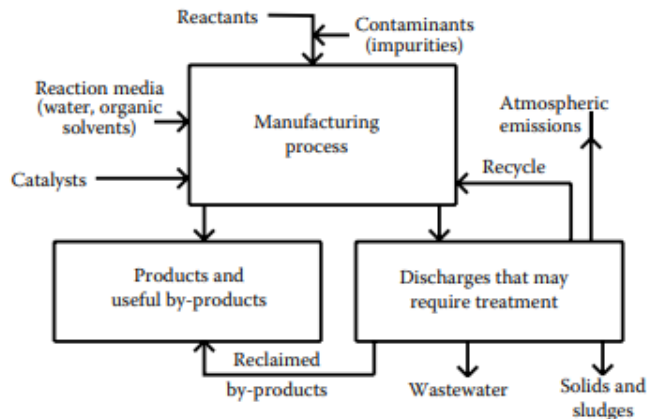 Reactants
Contaminants
(impurities)
Reaction media
(water, organic
solvents)
Manufacturing
process
Atmospheric
emissions
Catalysts
Recycle
Products and
useful by-products
Discharges that may
require treatment
Reclaimed
by-products
Wastewater
Solids and
sludges